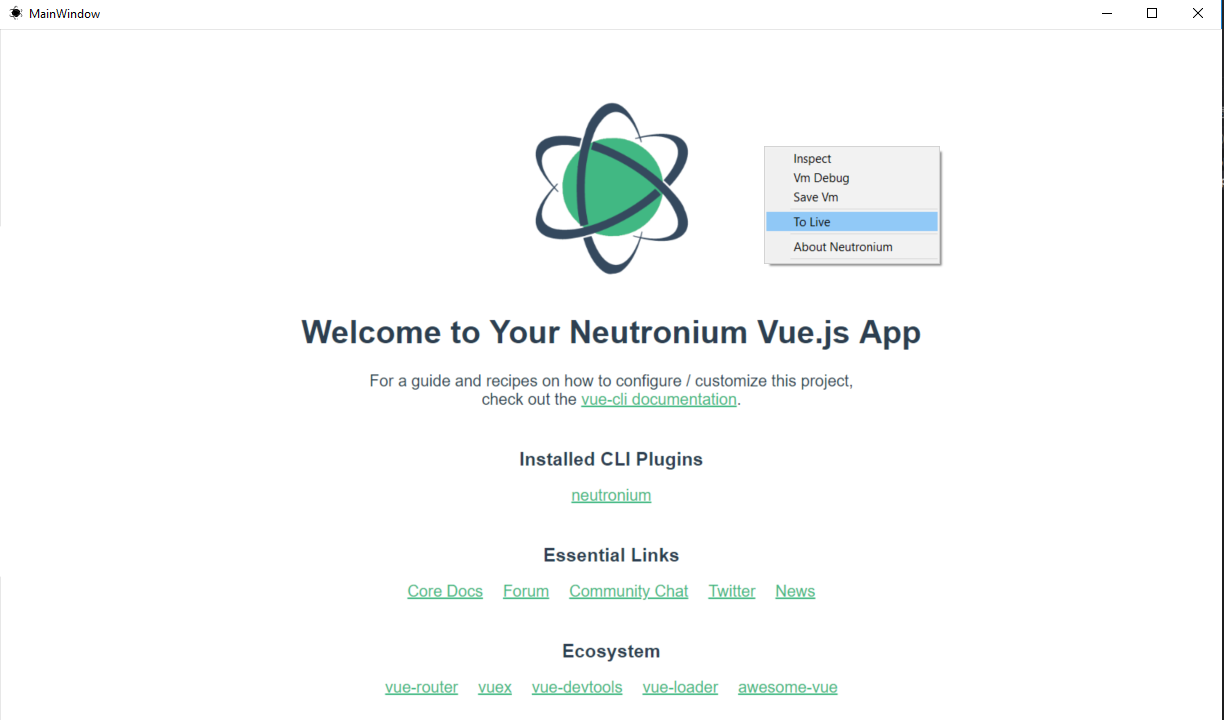 MainWindow
Inspect
Vm Debug
Save Vm
To Live
About Neutronium
Welcome to Your Neutronium Vue.js App
For a guide and recipes on how to configure / customize this project,
check out the vue-cli documentation.
Installed CLI Plugins
neutronium
Essential Links
Core Docs Forum Community Chat Twitter News
Ecosystem
vue-router vuex vue-devtools vue-loader awesome-vue